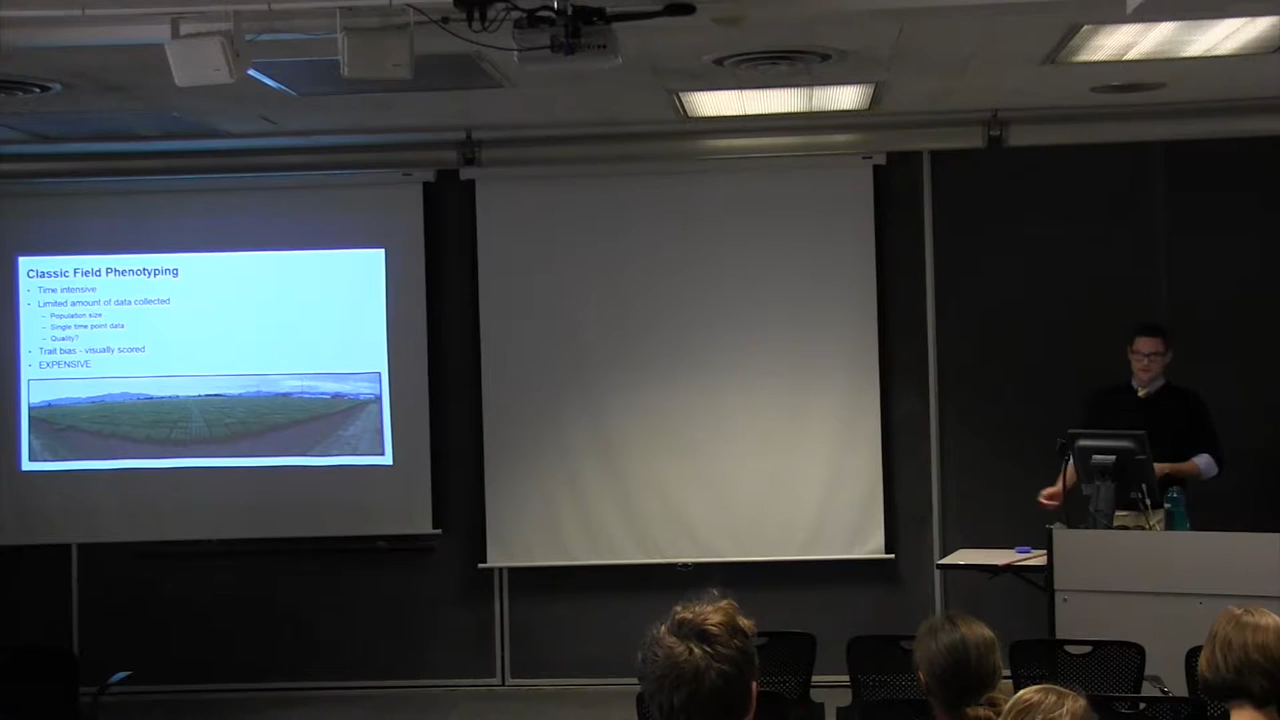 Classic Field Phenotyping
• Time intensive
• Limited amount of data collected
– Population size
– Single time point data
– Quality?
• Trait bias - visually scored
• EXPENSIVE